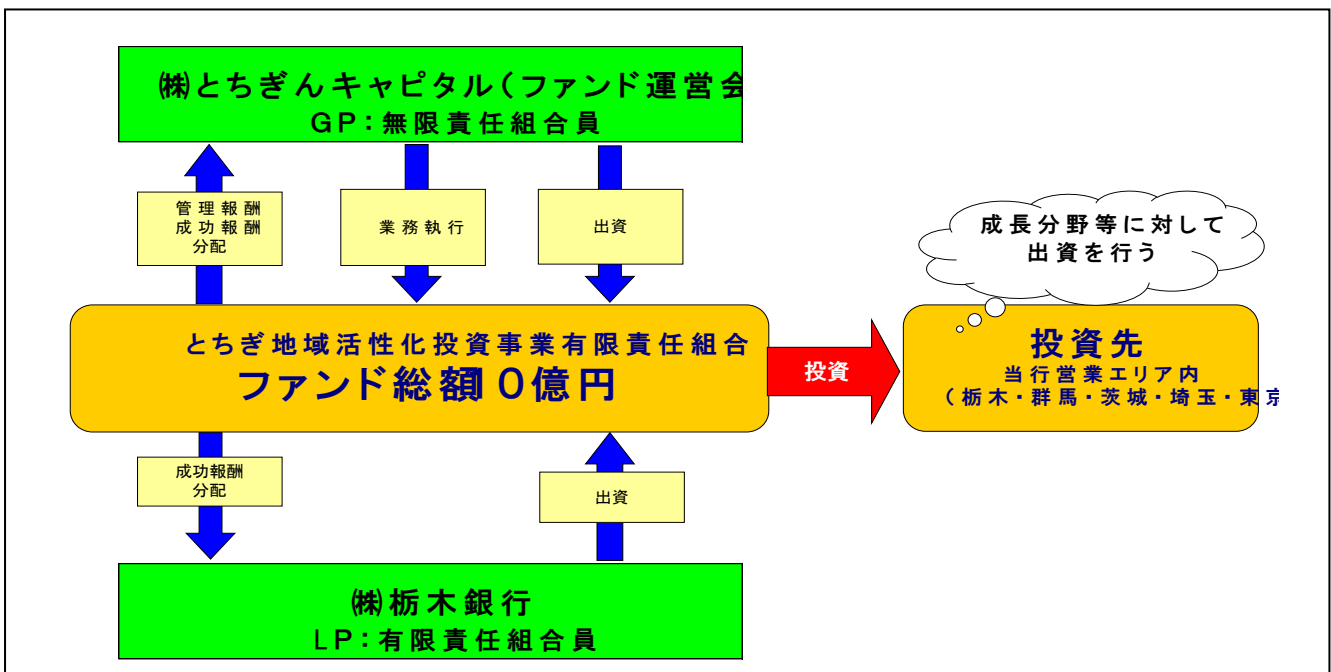 ㈱とちぎんキャピタル（ファンド運営会
GP：無限責任組合員
管理報酬
成功報酬
分配
業務執行
出資
成長分野等に対して
出資を行う
とちぎ地域活性化投資事業有限責任組合
ファンド総額10億円
投資
投資先
当行営業エリア内
（栃木・群馬・茨城・埼玉・東京
成功報酬
分配
出資
㈱栃木銀行
LP：有限責任組合員